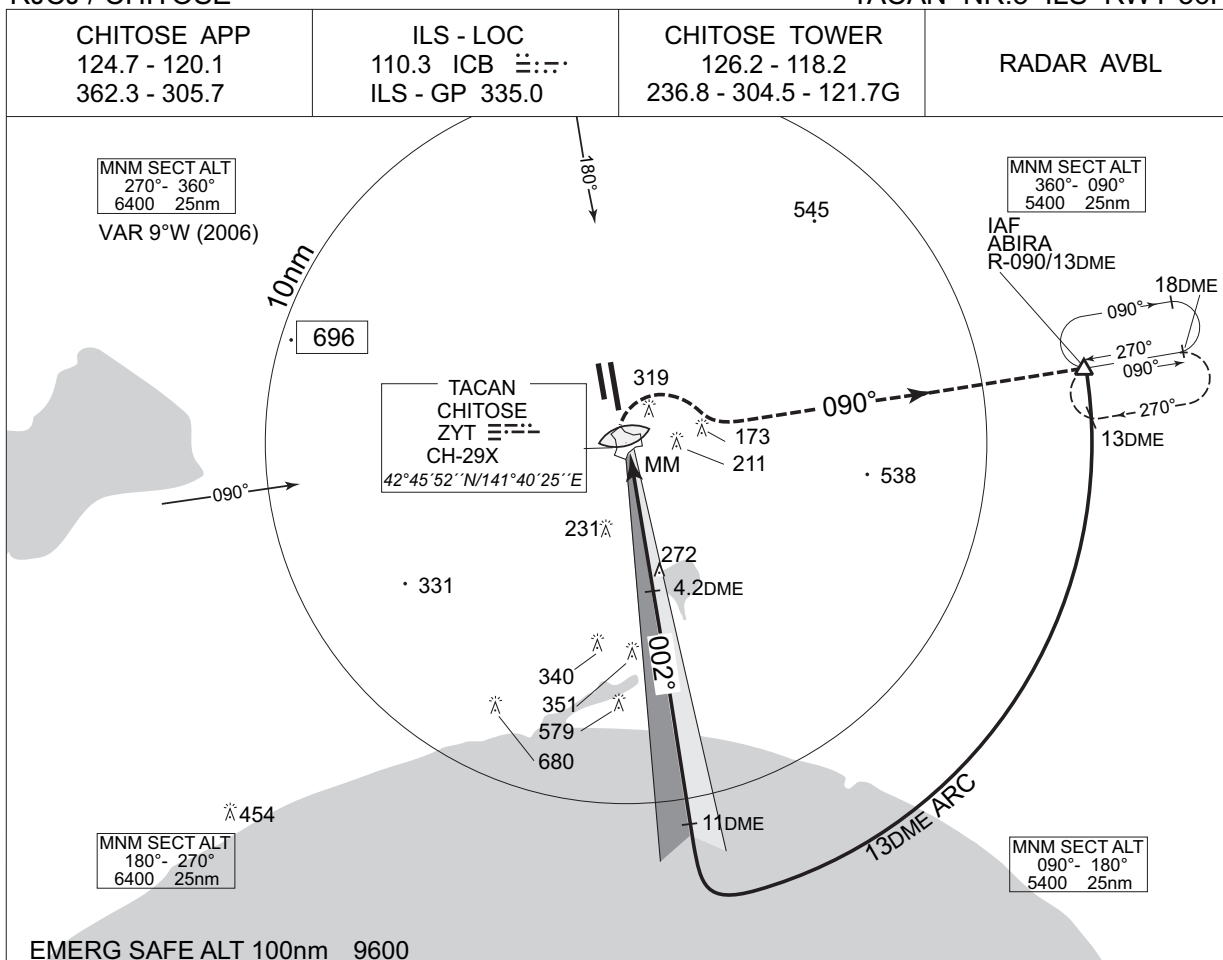 CHITOSE APP
124.7 - 120.1
362.3 - 305.7
ILS - LOC
110.3 ICB
ILS - GP 335.0
CHITOSE TOWER
126.2 - 118.2
236.8 - 304.5 - 121.7G
RADAR AVBL
MNM SECT ALT
270°- 360°
6400 25nm
VAR 9°W (2006)
180°
545
MNM SECT ALT
360°- 090°
5400 25nm
IAF
ABIRA
R-090/13DME
10nm
18DME
090°
270°
090°
270°
13DME
696
319
TACAN
CHITOSE
ZYT
CH-29X
42°45´52´´N/141°40´25´´E
090°
173
211
MM
538
090°
231
272
4.2DME
331
002°
340
351
579
680
454
11DME
13DME ARC
MNM SECT ALT
180°- 270°
6400 25nm
MNM SECT ALT
090°- 180°
5400 25nm
EMERG SAFE ALT 100nm 9600